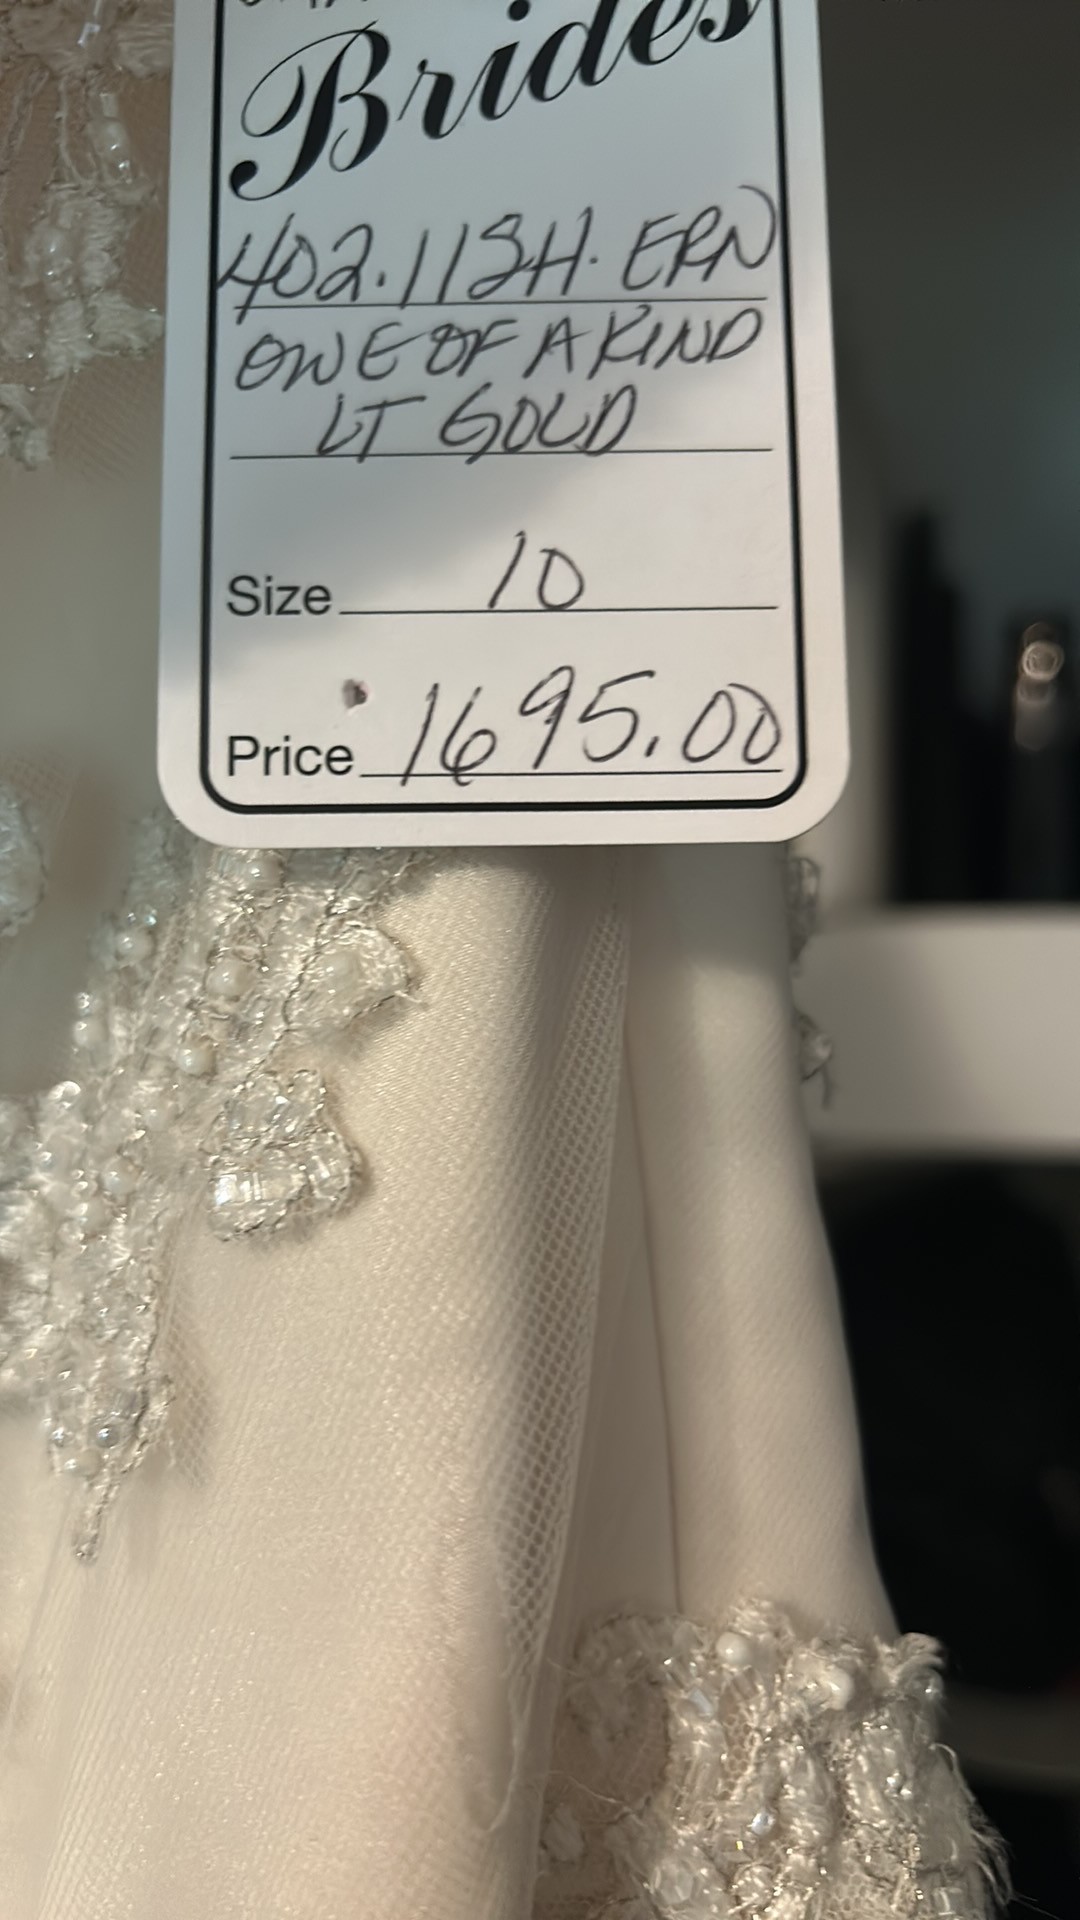 Brides
402.11SH. ERN
ONE OF A KIND
LT GOLD
Size 10
Price 1695.00